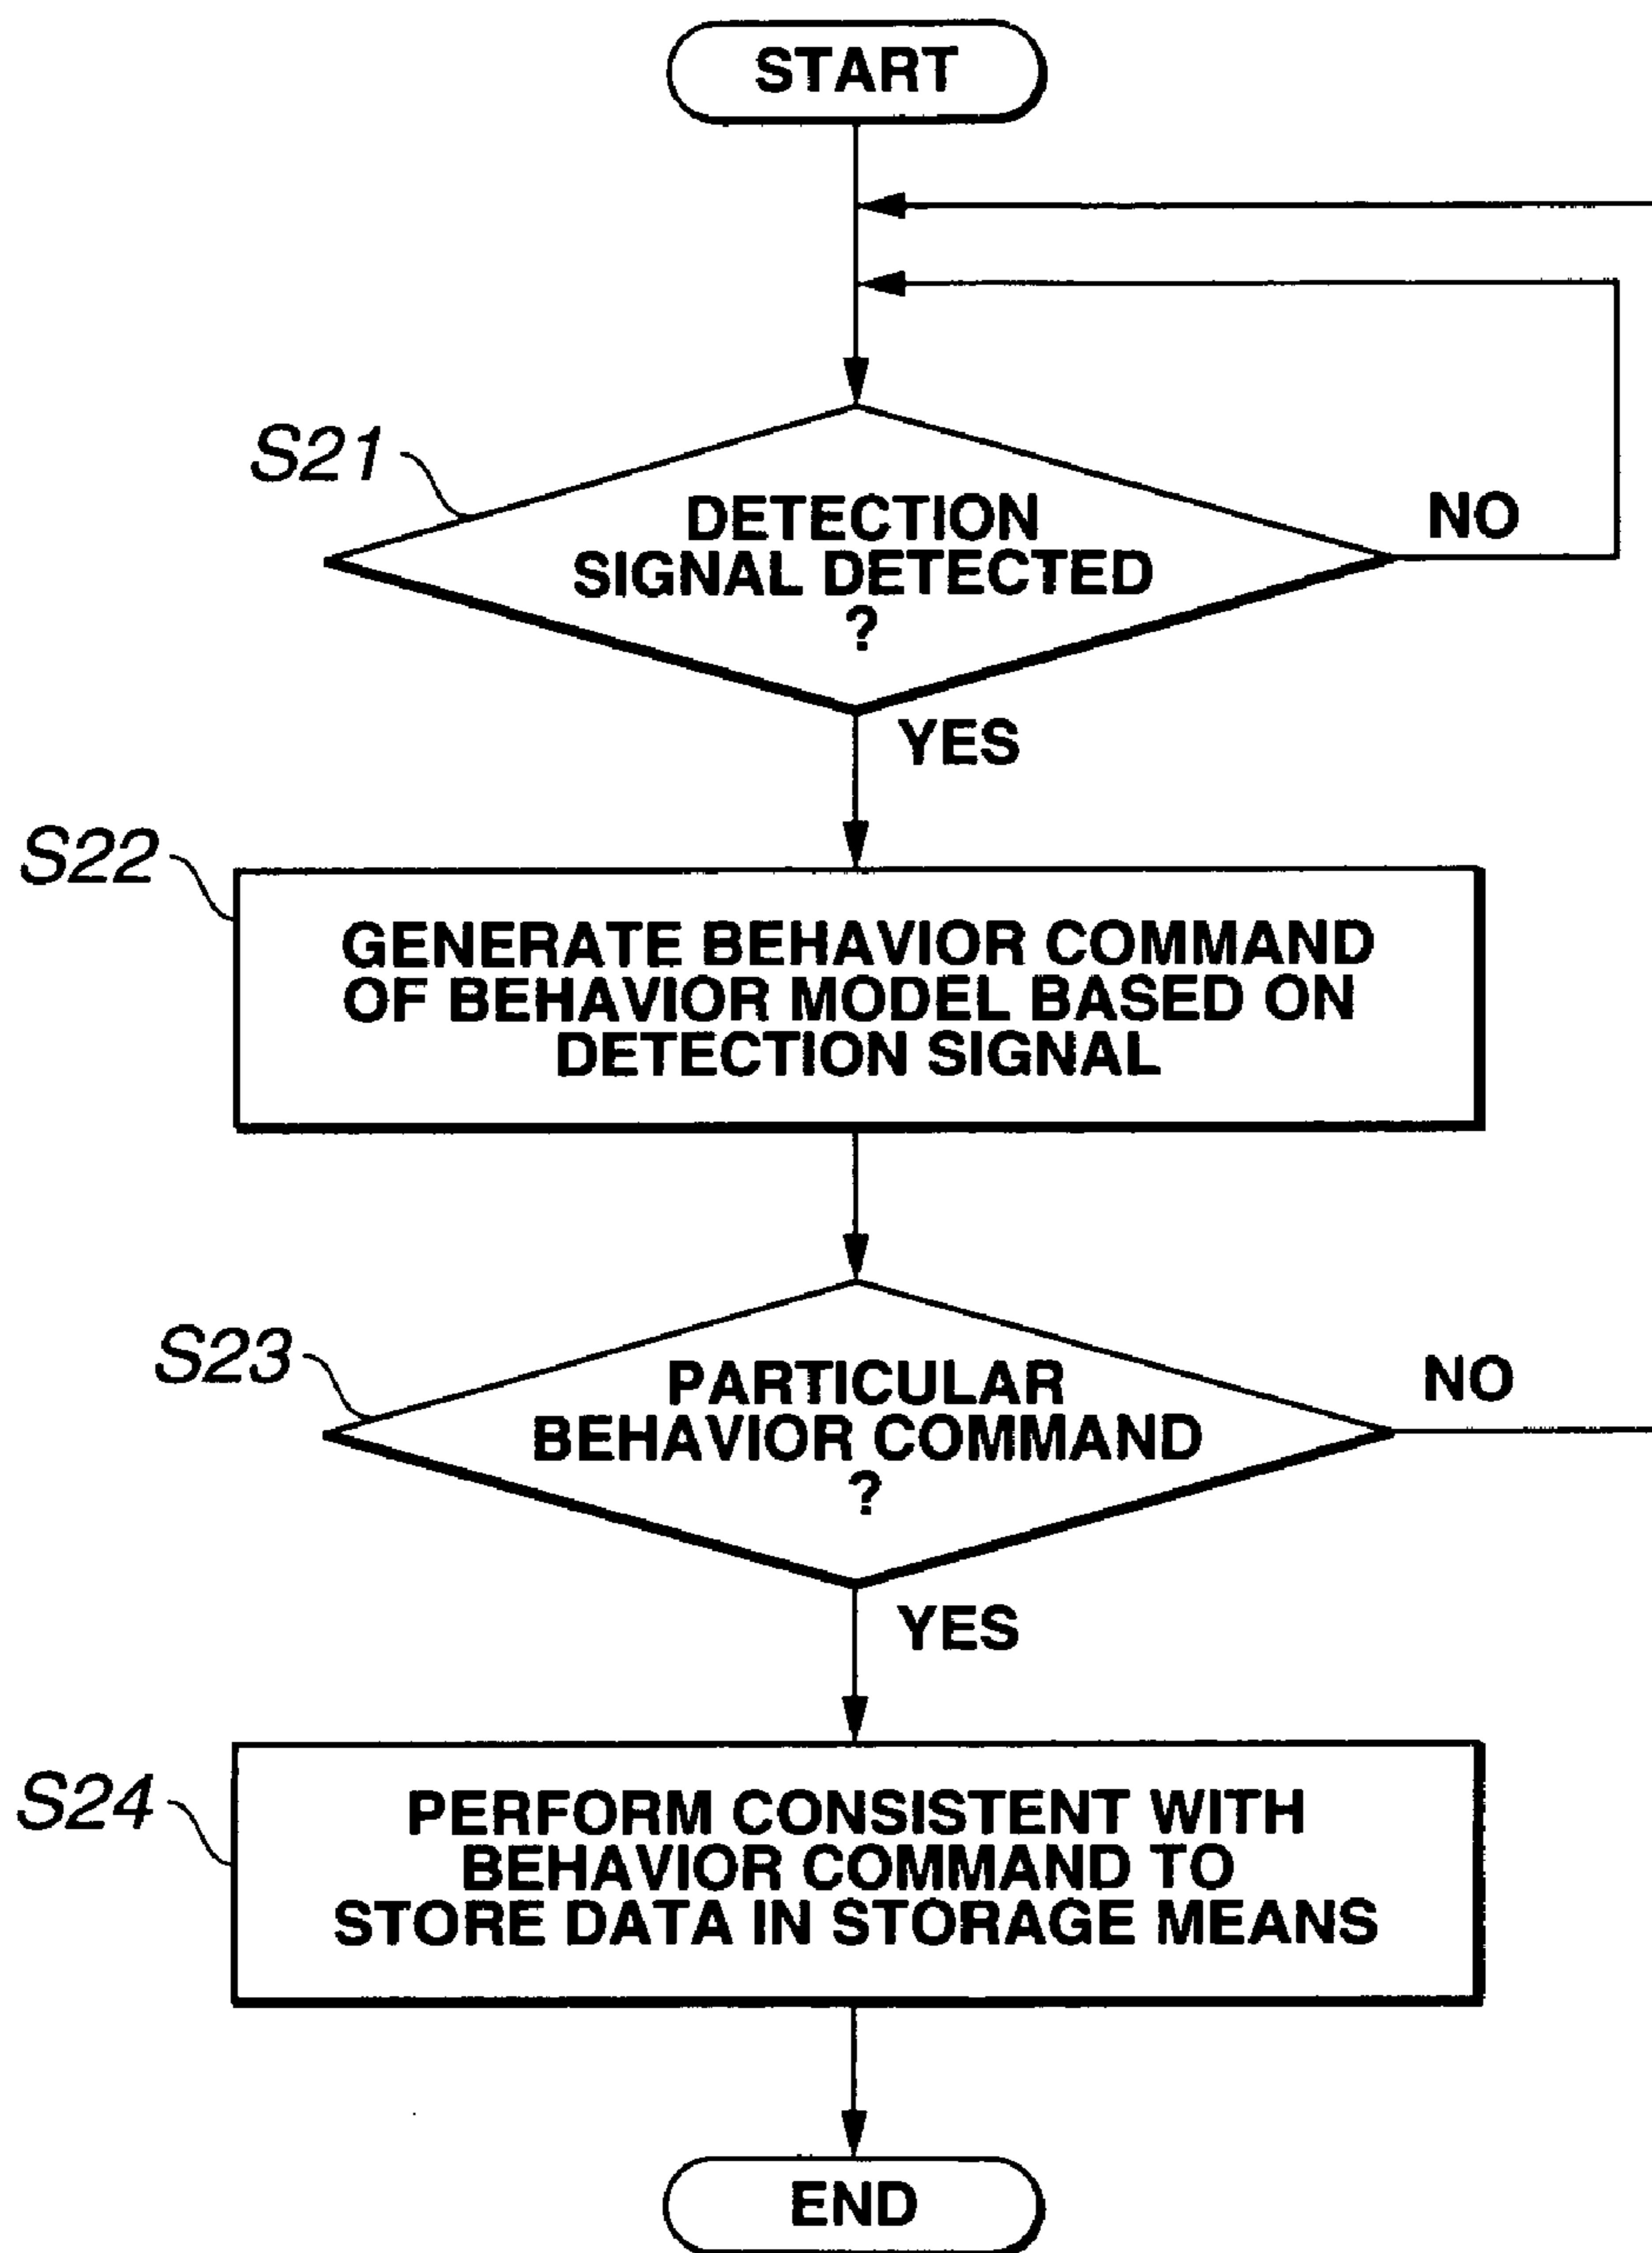 START
S21
DETECTION
SIGNAL DETECTED
?
NO
YES
S22
GENERATE BEHAVIOR COMMAND
OF BEHAVIOR MODEL BASED ON
DETECTION SIGNAL
S23
PARTICULAR
BEHAVIOR COMMAND
?
NO
YES
S24
PERFORM CONSISTENT WITH
BEHAVIOR COMMAND TO
STORE DATA IN STORAGE MEANS
END